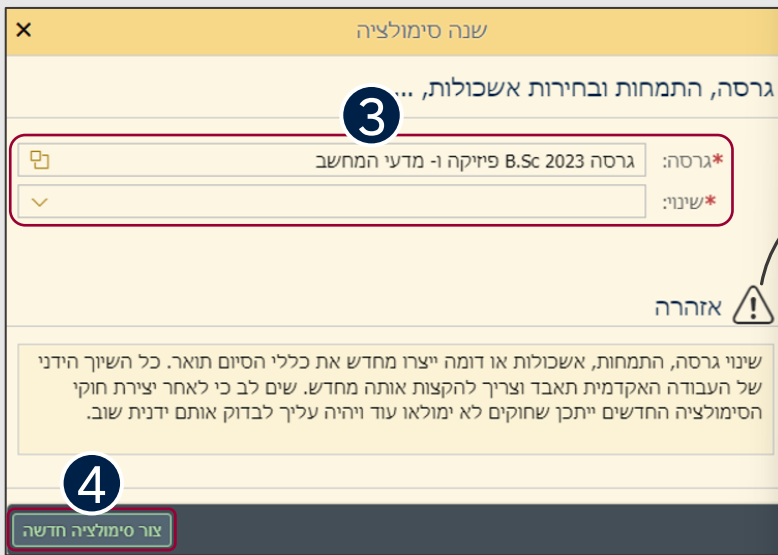 שנה סימולציה
גרסה, התמחות ובחירות אשכולות, ...
3
*גרסה: גרסה B.Sc 2023 פיזיקה ו- מדעי המחשב
*שינוי:
אזהרה
שינוי גרסה, התמחות, אשכולות או דומה ייצרו מחדש את כללי הסיום תואר. כל השיוך הידני
של העבודה האקדמית תאבד וצריך להקצות אותה מחדש. שים לב כי לאחר יצירת חוקי
הסימולציה החדשים ייתכן שחוקים לא ימולאו עוד ויהיה עליך לבדוק אותם ידנית שוב.
4
צור סימולציה חדשה